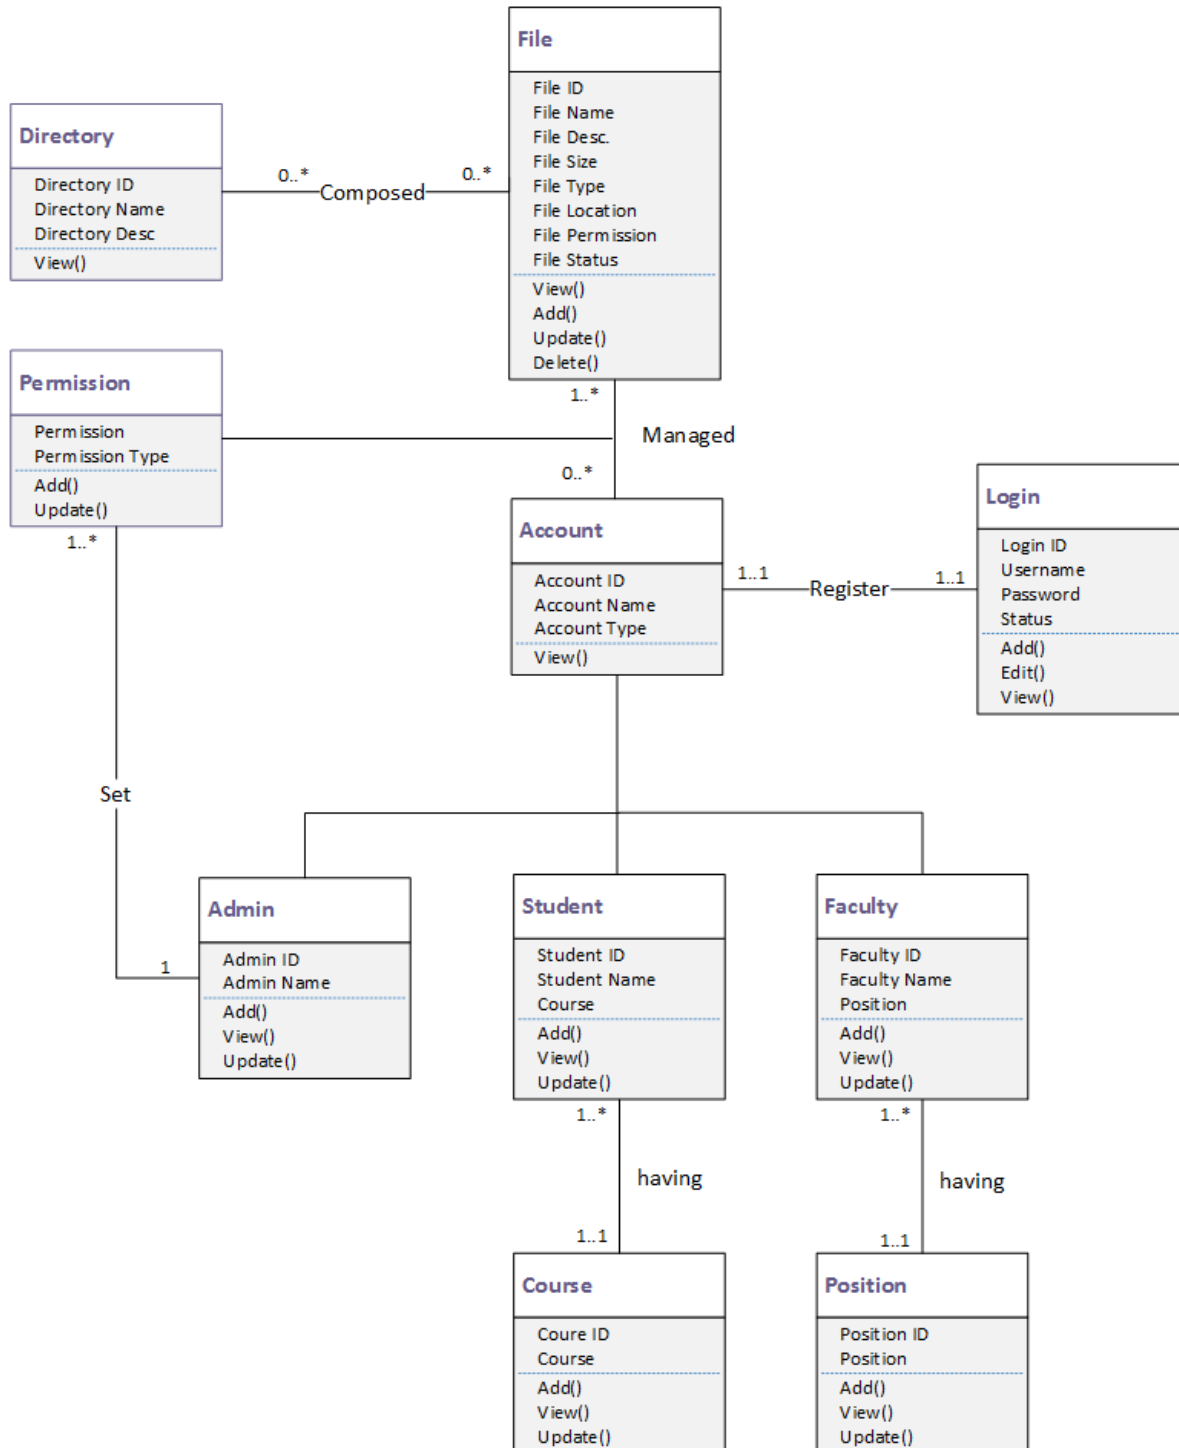 File
File ID
File Name
File Desc.
File Size
File Type
File Location
File Permission
File Status
View()
Add()
Update()
Delete()
Directory
Directory ID
Directory Name
Directory Desc
View()
0..* Composed 0..*
Permission
Permission
Permission Type
Add()
Update()
1..*
Managed
0..*
1..*
Account
Account ID
Account Name
Account Type
View()
1..1 Register 1..1
Login
Login ID
Username
Password
Status
Add()
Edit()
View()
Set
1
Admin
Admin ID
Admin Name
Add()
View()
Update()
Student
Student ID
Student Name
Course
Add()
View()
Update()
Faculty
Faculty ID
Faculty Name
Position
Add()
View()
Update()
1..*
having
1..1
1..*
having
1..1
Course
Coure ID
Course
Add()
View()
Update()
Position
Position ID
Position
Add()
View()
Update()